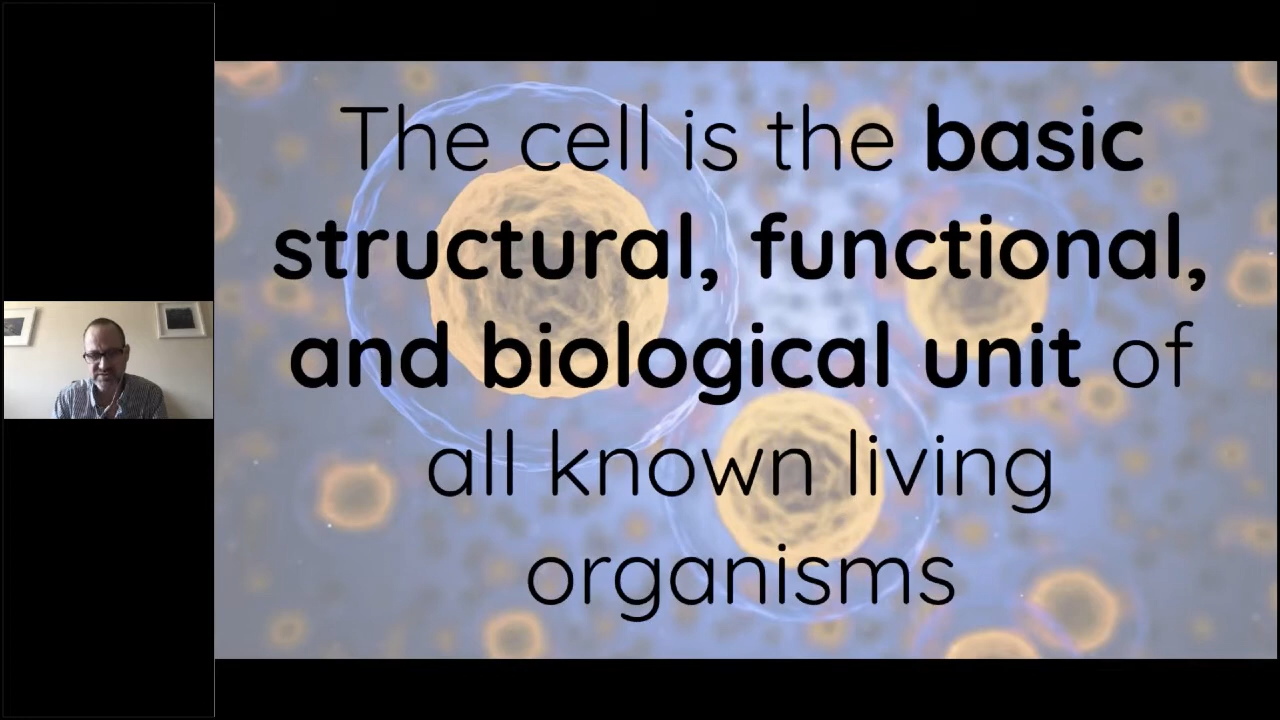 The cell is the basic
structural, functional,
and biological unit of
all known living
organisms